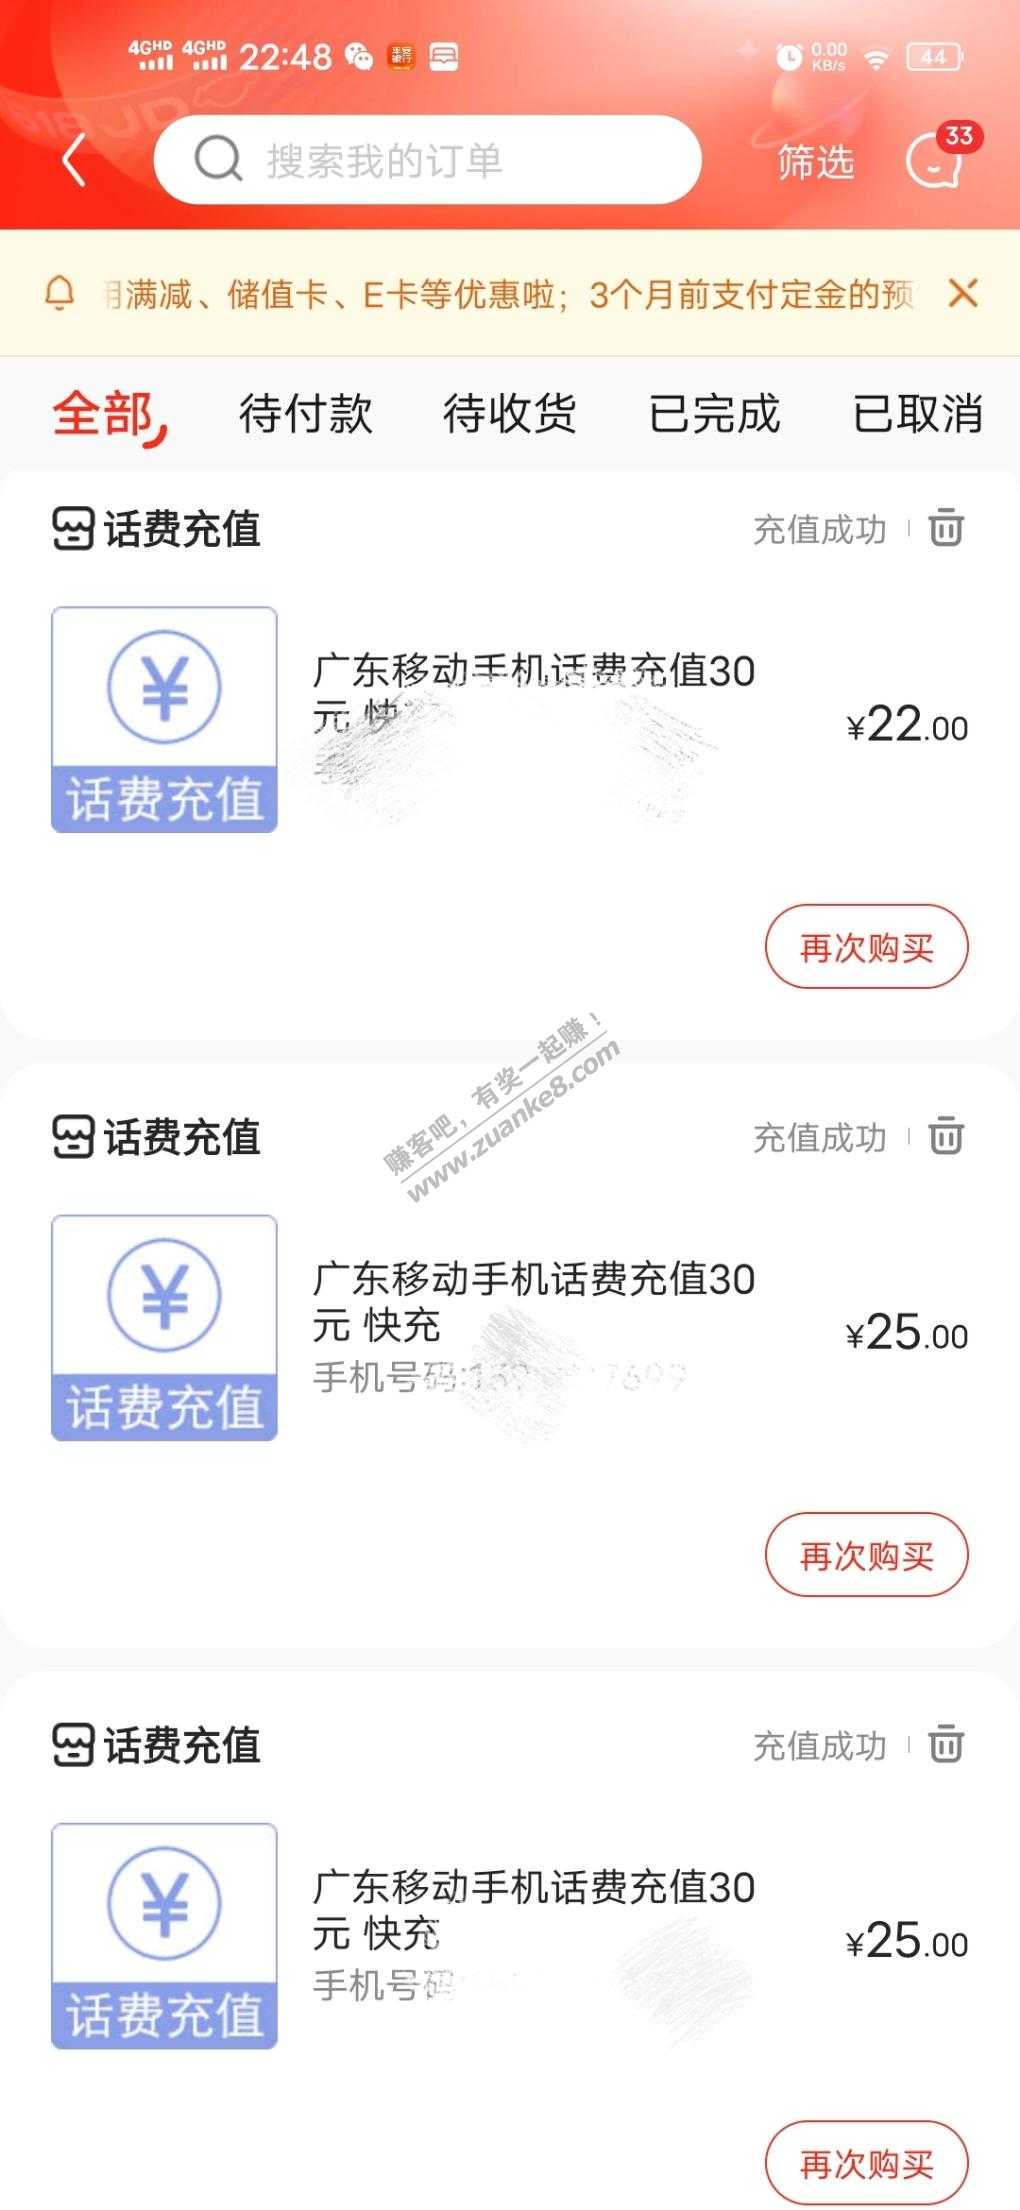 4GHD 4GHD 22:48 平安银行 0.00 KB/s 44
搜索我的订单 筛选 33
用满减、储值卡、E卡等优惠啦；3个月前支付定金的预
全部 待付款 待收货 已完成 已取消
话费充值 充值成功
广东移动手机话费充值30
元 快
¥22.00
¥
话费充值
再次购买
赚客吧，有奖一起赚！
www.zuanke8.com
话费充值 充值成功
广东移动手机话费充值30
元 快充
手机号码:
¥25.00
¥
话费充值
再次购买
话费充值 充值成功
广东移动手机话费充值30
元 快充
手机号码
¥25.00
¥
话费充值
再次购买